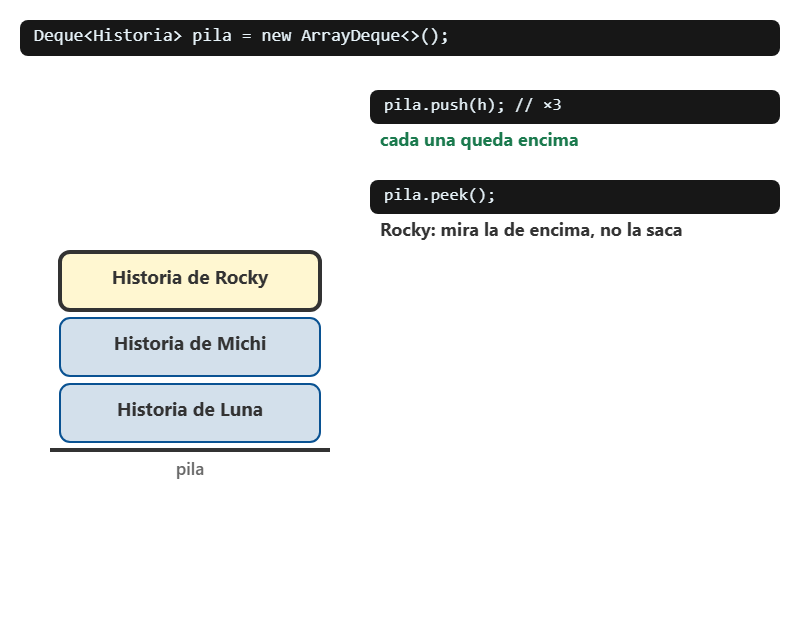 Deque<Historia> pila = new ArrayDeque<>();
pila.push(h); // ×3
cada una queda encima
pila.peek();
Rocky: mira la de encima, no la saca
Historia de Rocky
Historia de Michi
Historia de Luna
pila